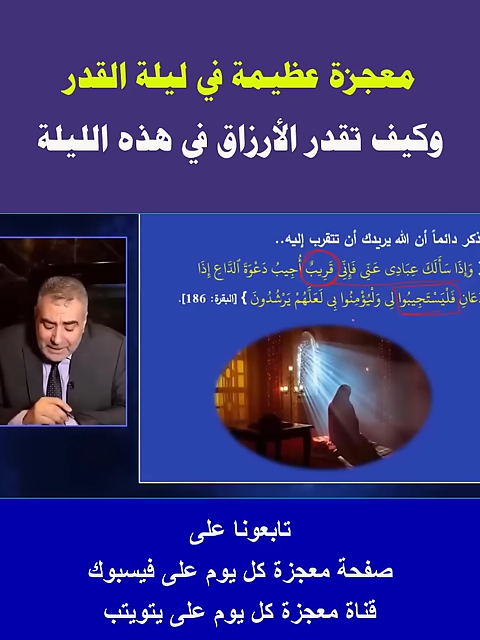 معجزة عظيمة في ليلة القدر
وكيف تقدر الأرزاق في هذه الليلة
ذكر دائماً أن الله يريدك أن تتقرب إليه..
وَإِذَا سَأَلَكَ عِبَادِي عَنِّي فَإِنِّي قَرِيبٌ أُجِيبُ دَعْوَةَ الدَّاعِ إِذَا
دَعَانِ فَلْيَسْتَجِيبُوا لِي وَلْيُؤْمِنُوا بِي لَعَلَّهُمْ يَرْشُدُونَ } [البقرة: 186].
تابعونا على
صفحة معجزة كل يوم على فيسبوك
قناة معجزة كل يوم على يتويتب